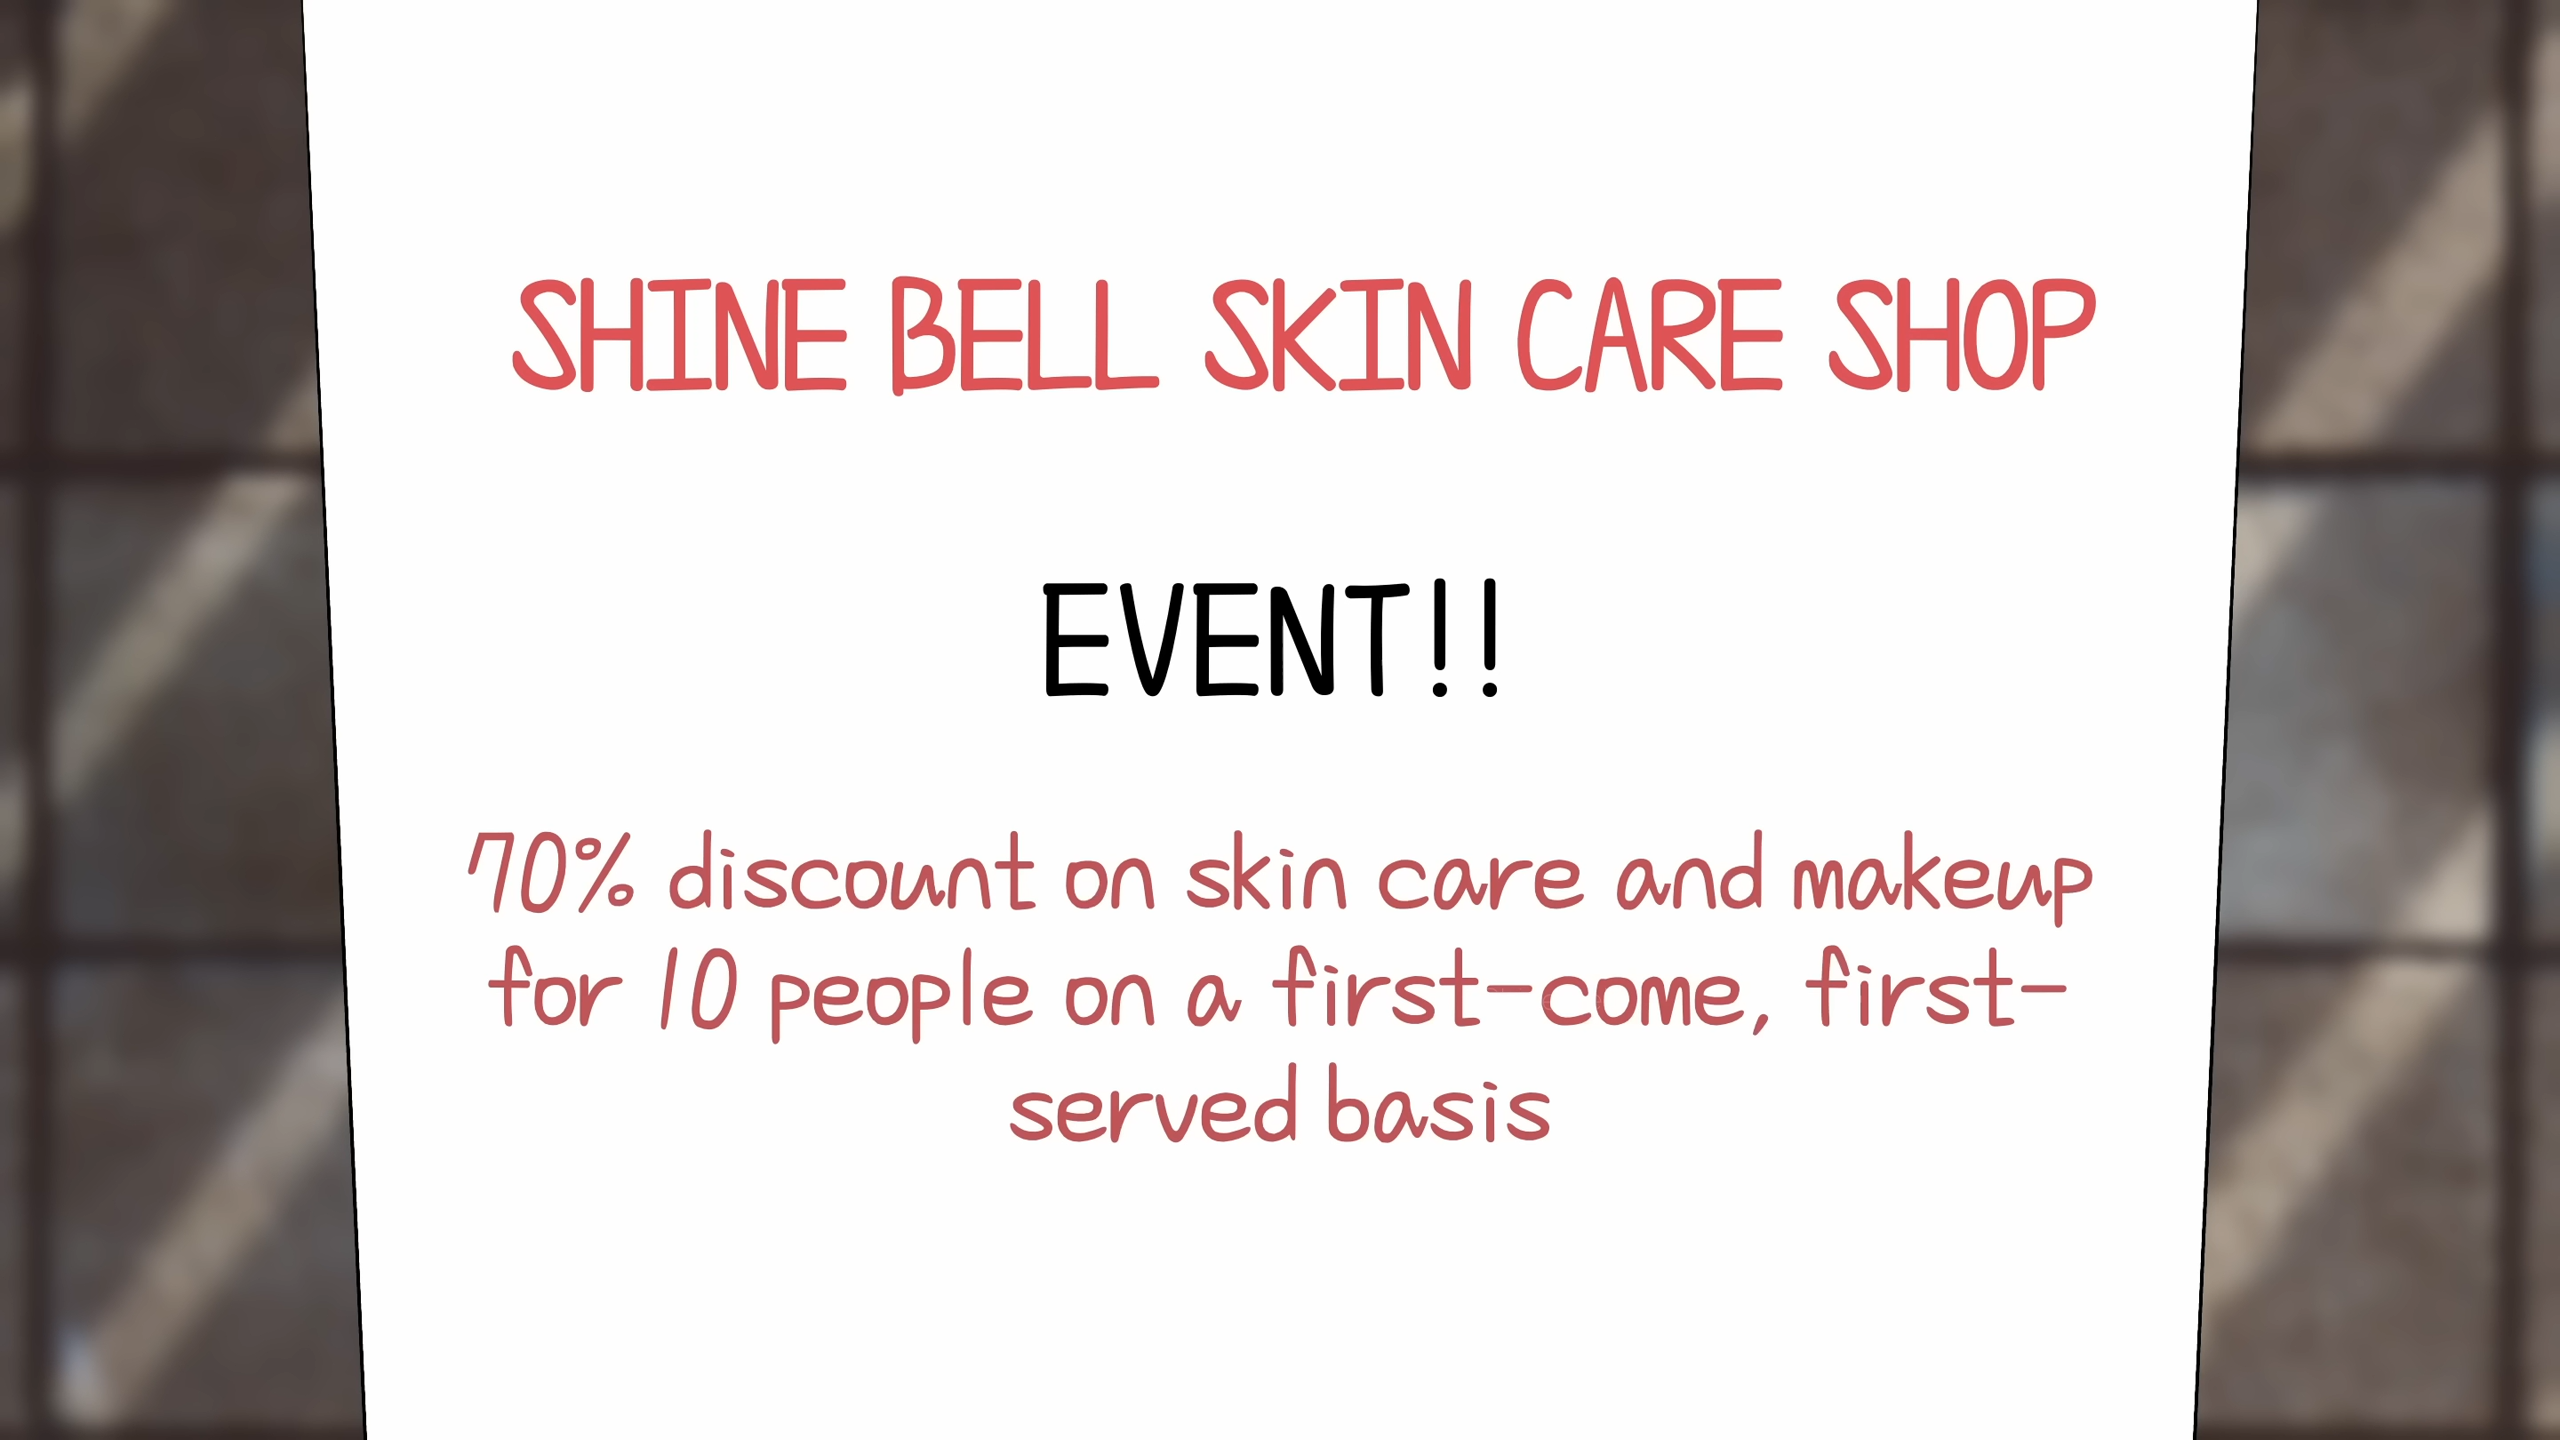 SHINE BELL SKIN CARE SHOP
EVENT!!
70% discount on skin care and makeup
for 10 people on a first-come, first-
served basis